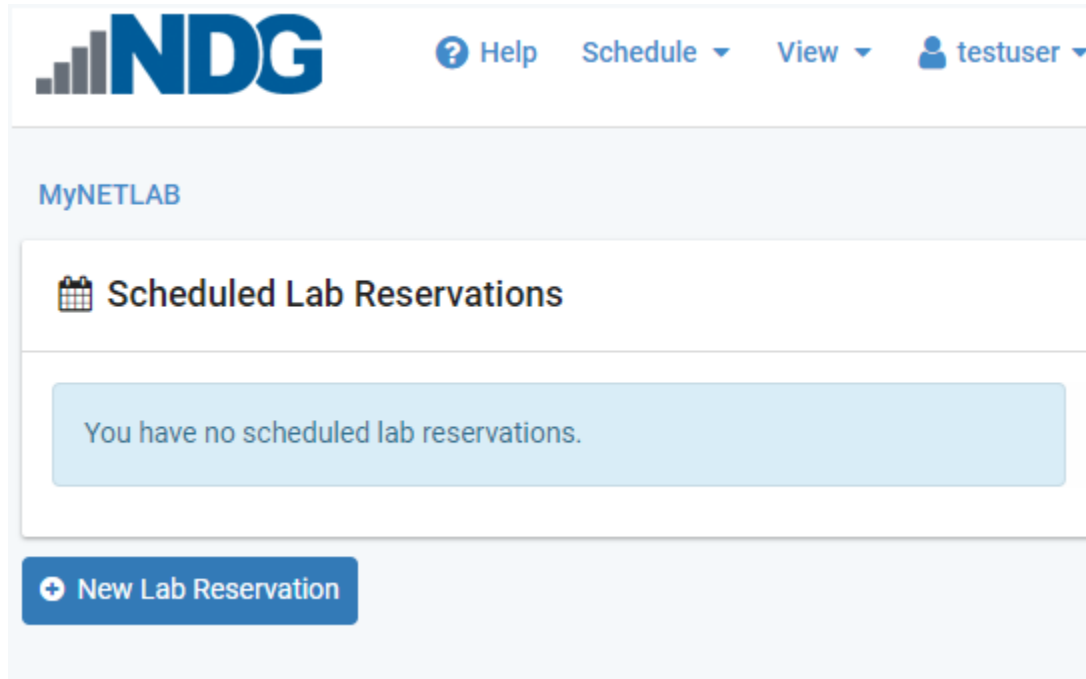 NDG
Help Schedule View testuser
MyNETLAB
Scheduled Lab Reservations
You have no scheduled lab reservations.
New Lab Reservation